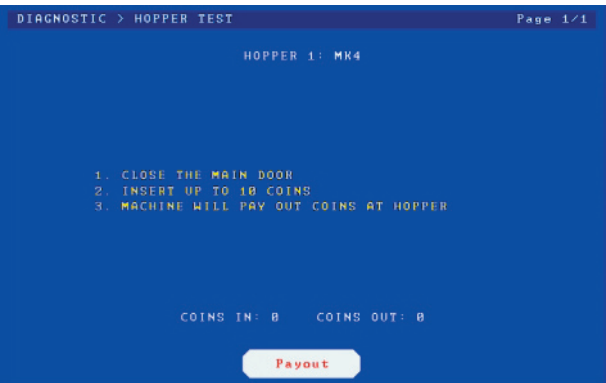 DIAGNOSTIC > HOPPER TEST Page 1/1
HOPPER 1: MK4
1. CLOSE THE MAIN DOOR
2. INSERT UP TO 10 COINS
3. MACHINE WILL PAY OUT COINS AT HOPPER
COINS IN: 0 COINS OUT: 0
Payout